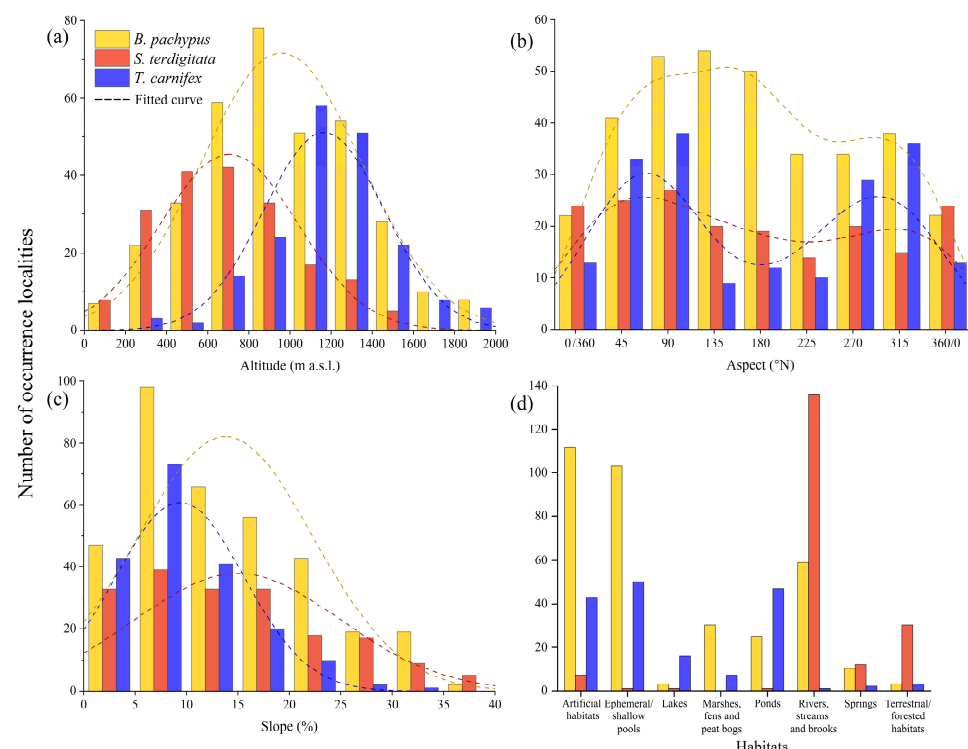 Number of occurrence localities
(a)
B. pachypus
S. terdigitata
T. carnifex
Fitted curve
80
60
40
20
0
0 200 400 600 800 1000 1200 1400 1600 1800 2000
Altitude (m a.s.l.)
(b)
60
50
40
30
20
10
0
0/360 45 90 135 180 225 270 315 360/0
Aspect (°N)
(c)
100
80
60
40
20
0
0 5 10 15 20 25 30 35 40
Slope (%)
(d)
140
120
100
80
60
40
20
0
Artificial habitats
Ephemeral/ shallow pools
Lakes
Marshes, fens and peat bogs
Ponds
Rivers, streams and brooks
Springs
Terrestrial/ forested habitats
Habitats